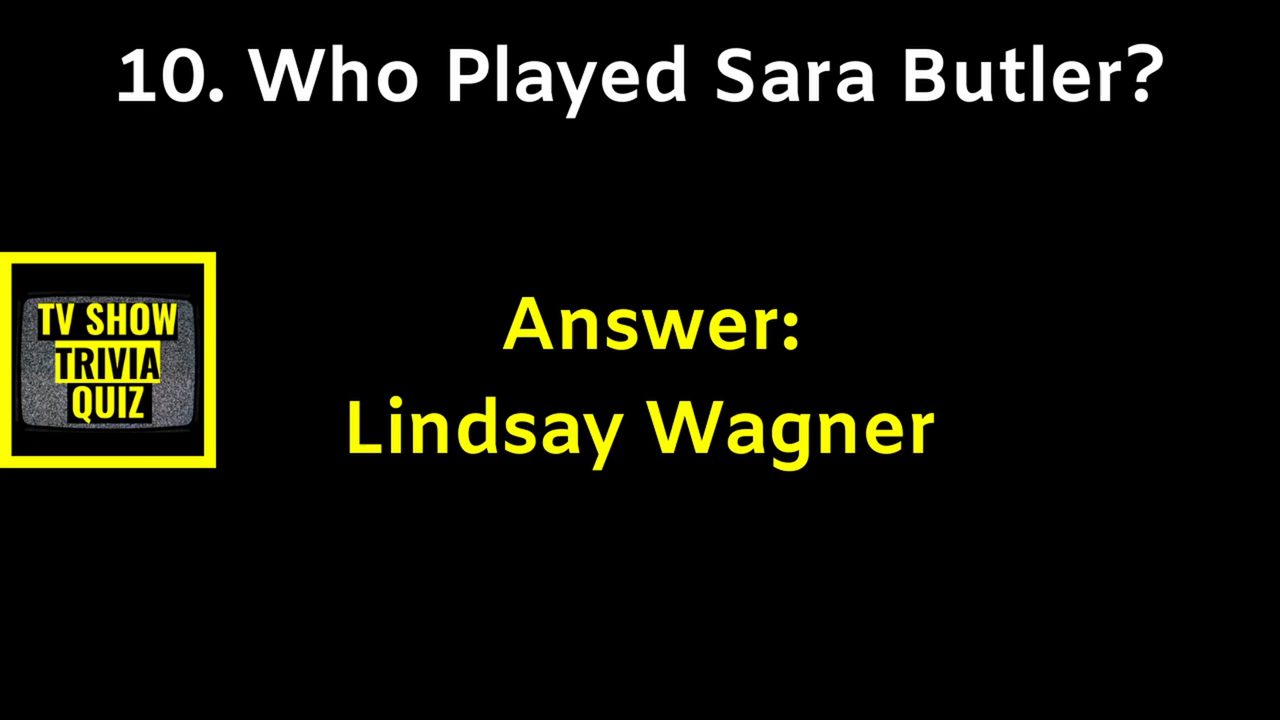 10. Who Played Sara Butler?
TV SHOW
TRIVIA
QUIZ
Answer:
Lindsay Wagner